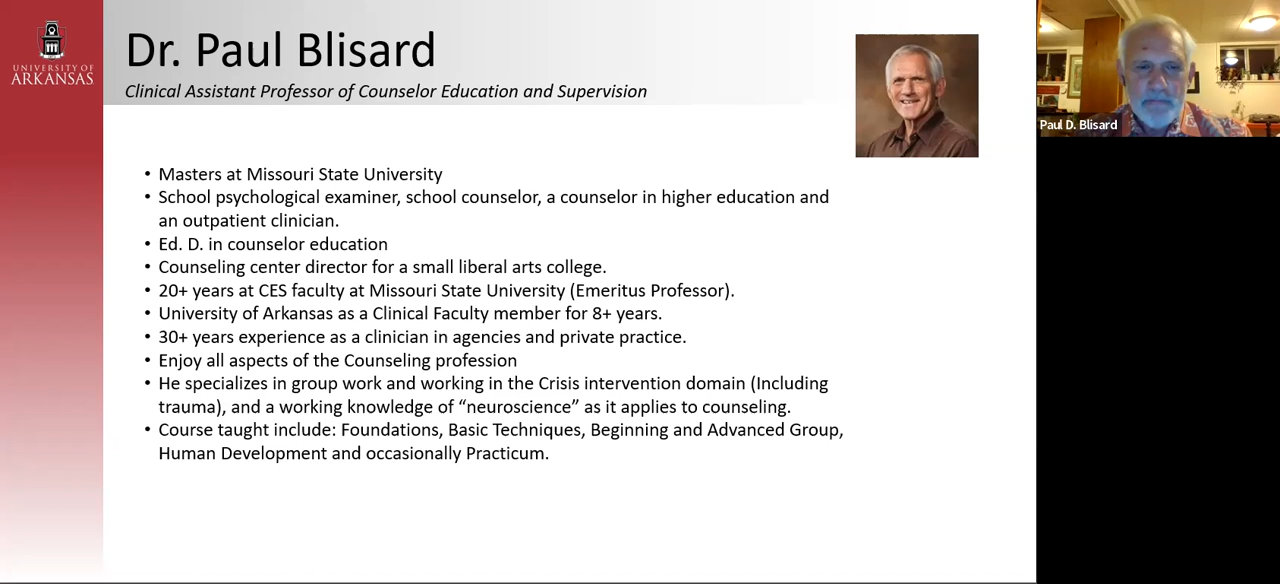 UNIVERSITY OF
ARKANSAS
Dr. Paul Blisard
Clinical Assistant Professor of Counselor Education and Supervision
• Masters at Missouri State University
• School psychological examiner, school counselor, a counselor in higher education and
an outpatient clinician.
• Ed. D. in counselor education
• Counseling center director for a small liberal arts college.
• 20+ years at CES faculty at Missouri State University (Emeritus Professor).
• University of Arkansas as a Clinical Faculty member for 8+ years.
• 30+ years experience as a clinician in agencies and private practice.
• Enjoy all aspects of the Counseling profession
• He specializes in group work and working in the Crisis intervention domain (Including
trauma), and a working knowledge of “neuroscience” as it applies to counseling.
• Course taught include: Foundations, Basic Techniques, Beginning and Advanced Group,
Human Development and occasionally Practicum.
Paul D. Blisard